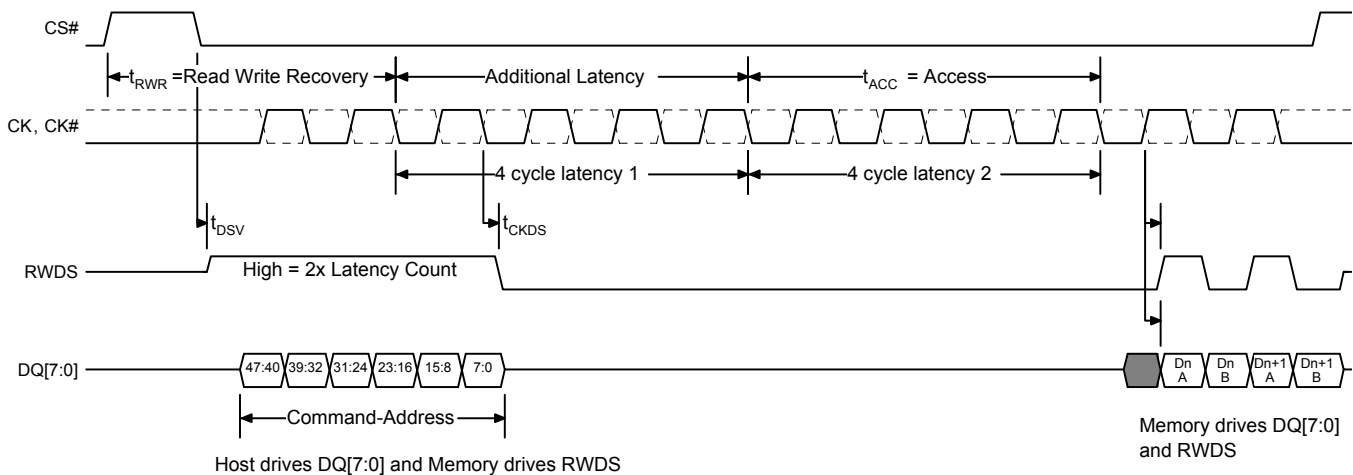 CS#
tRWR =Read Write Recovery
Additional Latency
tACC = Access
CK, CK#
4 cycle latency 1
4 cycle latency 2
tDSV
tCKDS
RWDS
High = 2x Latency Count
DQ[7:0]
47:40 39:32 31:24 23:16 15:8 7:0
Dn A
Dn B
Dn+1 A
Dn+1 B
Command-Address
Host drives DQ[7:0] and Memory drives RWDS
Memory drives DQ[7:0]
and RWDS